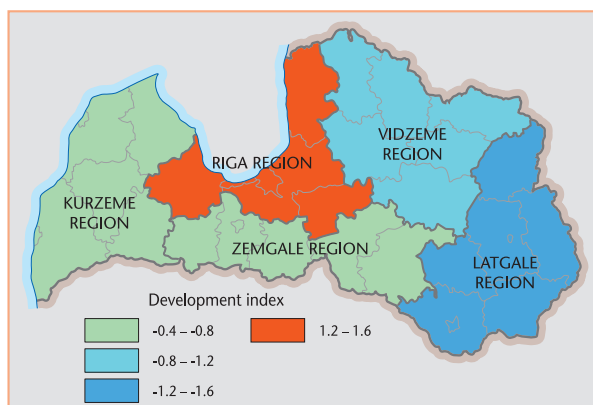 RIGA REGION
VIDZEME
REGION
KURZEME
REGION
ZEMGALE REGION
LATGALE
REGION
Development index
-0.4 – -0.8
1.2 – 1.6
-0.8 – -1.2
-1.2 – -1.6